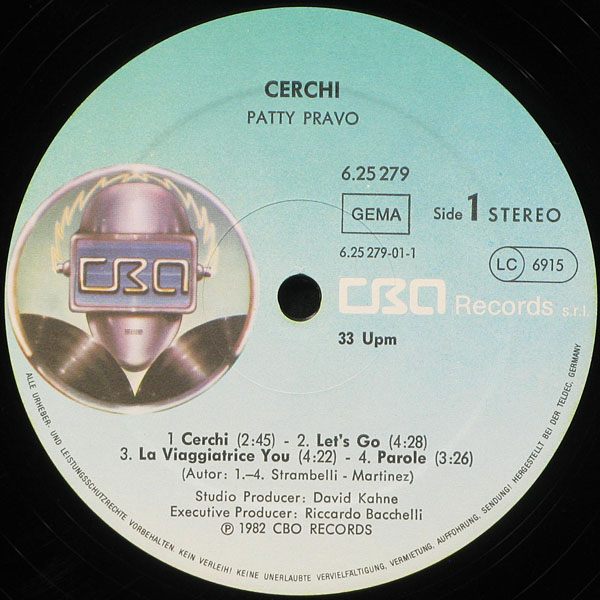 CERCHI
PATTY PRAVO
6.25 279
GEMA
Side 1 STEREO
6.25 279-01-1
LC 6915
CBO
CBO Records s.r.l.
33 Upm
1 Cerchi (2:45) - 2. Let's Go (4:28)
3. La Viaggiatrice You (4:22) - 4. Parole (3:26)
(Autor: 1.–4. Strambelli - Martinez)
Studio Producer: David Kahne
Executive Producer: Riccardo Bacchelli
℗ 1982 CBO RECORDS
ALLE URHEBER- UND LEISTUNGSSCHUTZRECHTE VORBEHALTEN. KEIN VERLEIH! KEINE UNERLAUBTE VERVIELFÄLTIGUNG, VERMIETUNG, AUFFÜHRUNG, SENDUNG! HERGESTELLT BEI DER TELDEC, GERMANY